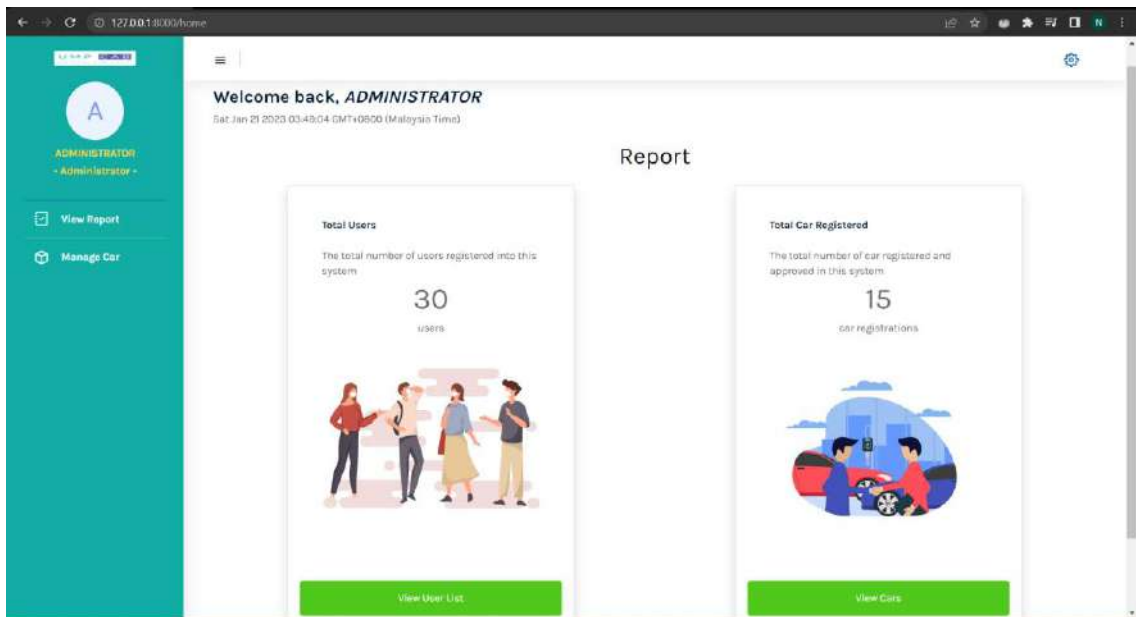 127.0.0.1:8000/home
N
A
ADMINISTRATOR
- Administrator -
View Report
Manage Car
Welcome back, ADMINISTRATOR
Sat Jan 21 2023 03:49:04 GMT+0800 (Malaysia Time)
Report
Total Users
The total number of users registered into this
system
30
users
View User List
Total Car Registered
The total number of car registered and
approved in this system
15
car registrations
View Cars